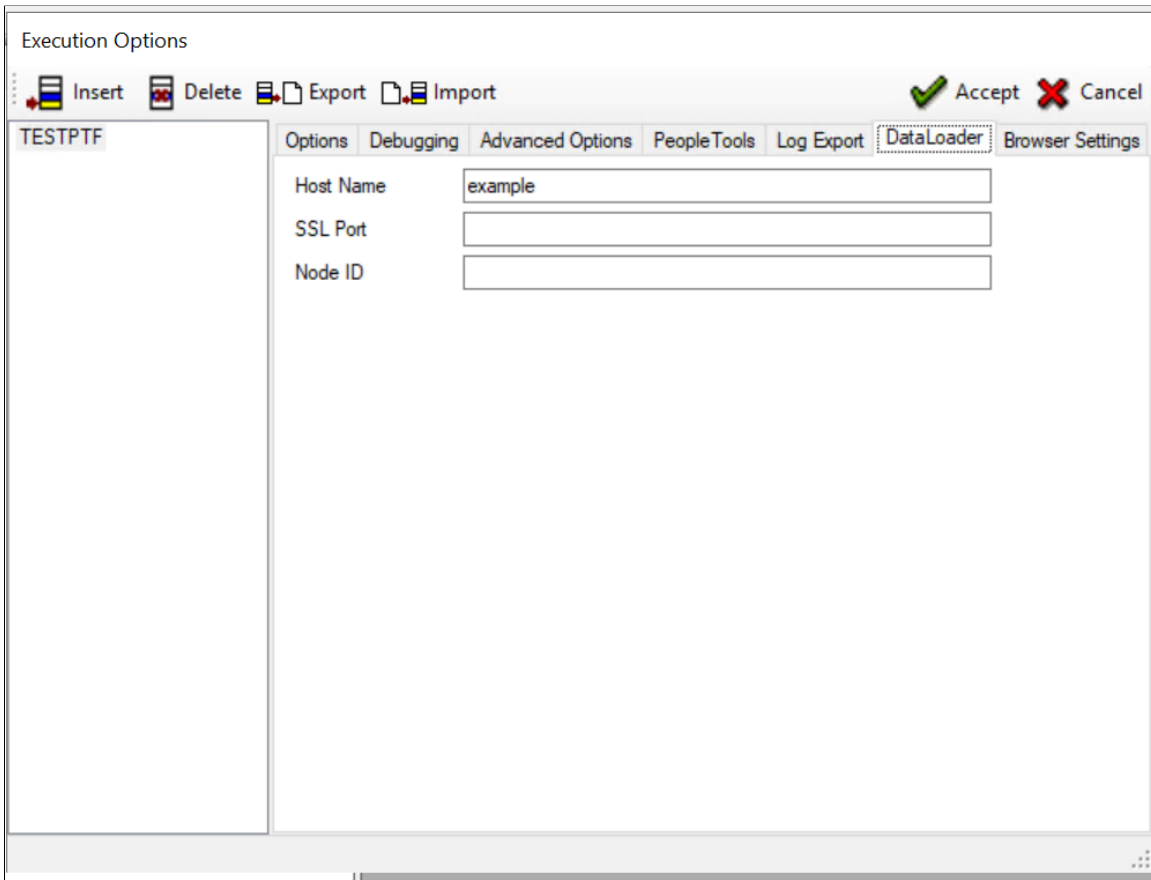 Execution Options
Insert Delete Export Import Accept Cancel
TESTPTF
Options Debugging Advanced Options PeopleTools Log Export DataLoader Browser Settings
Host Name example
SSL Port
Node ID